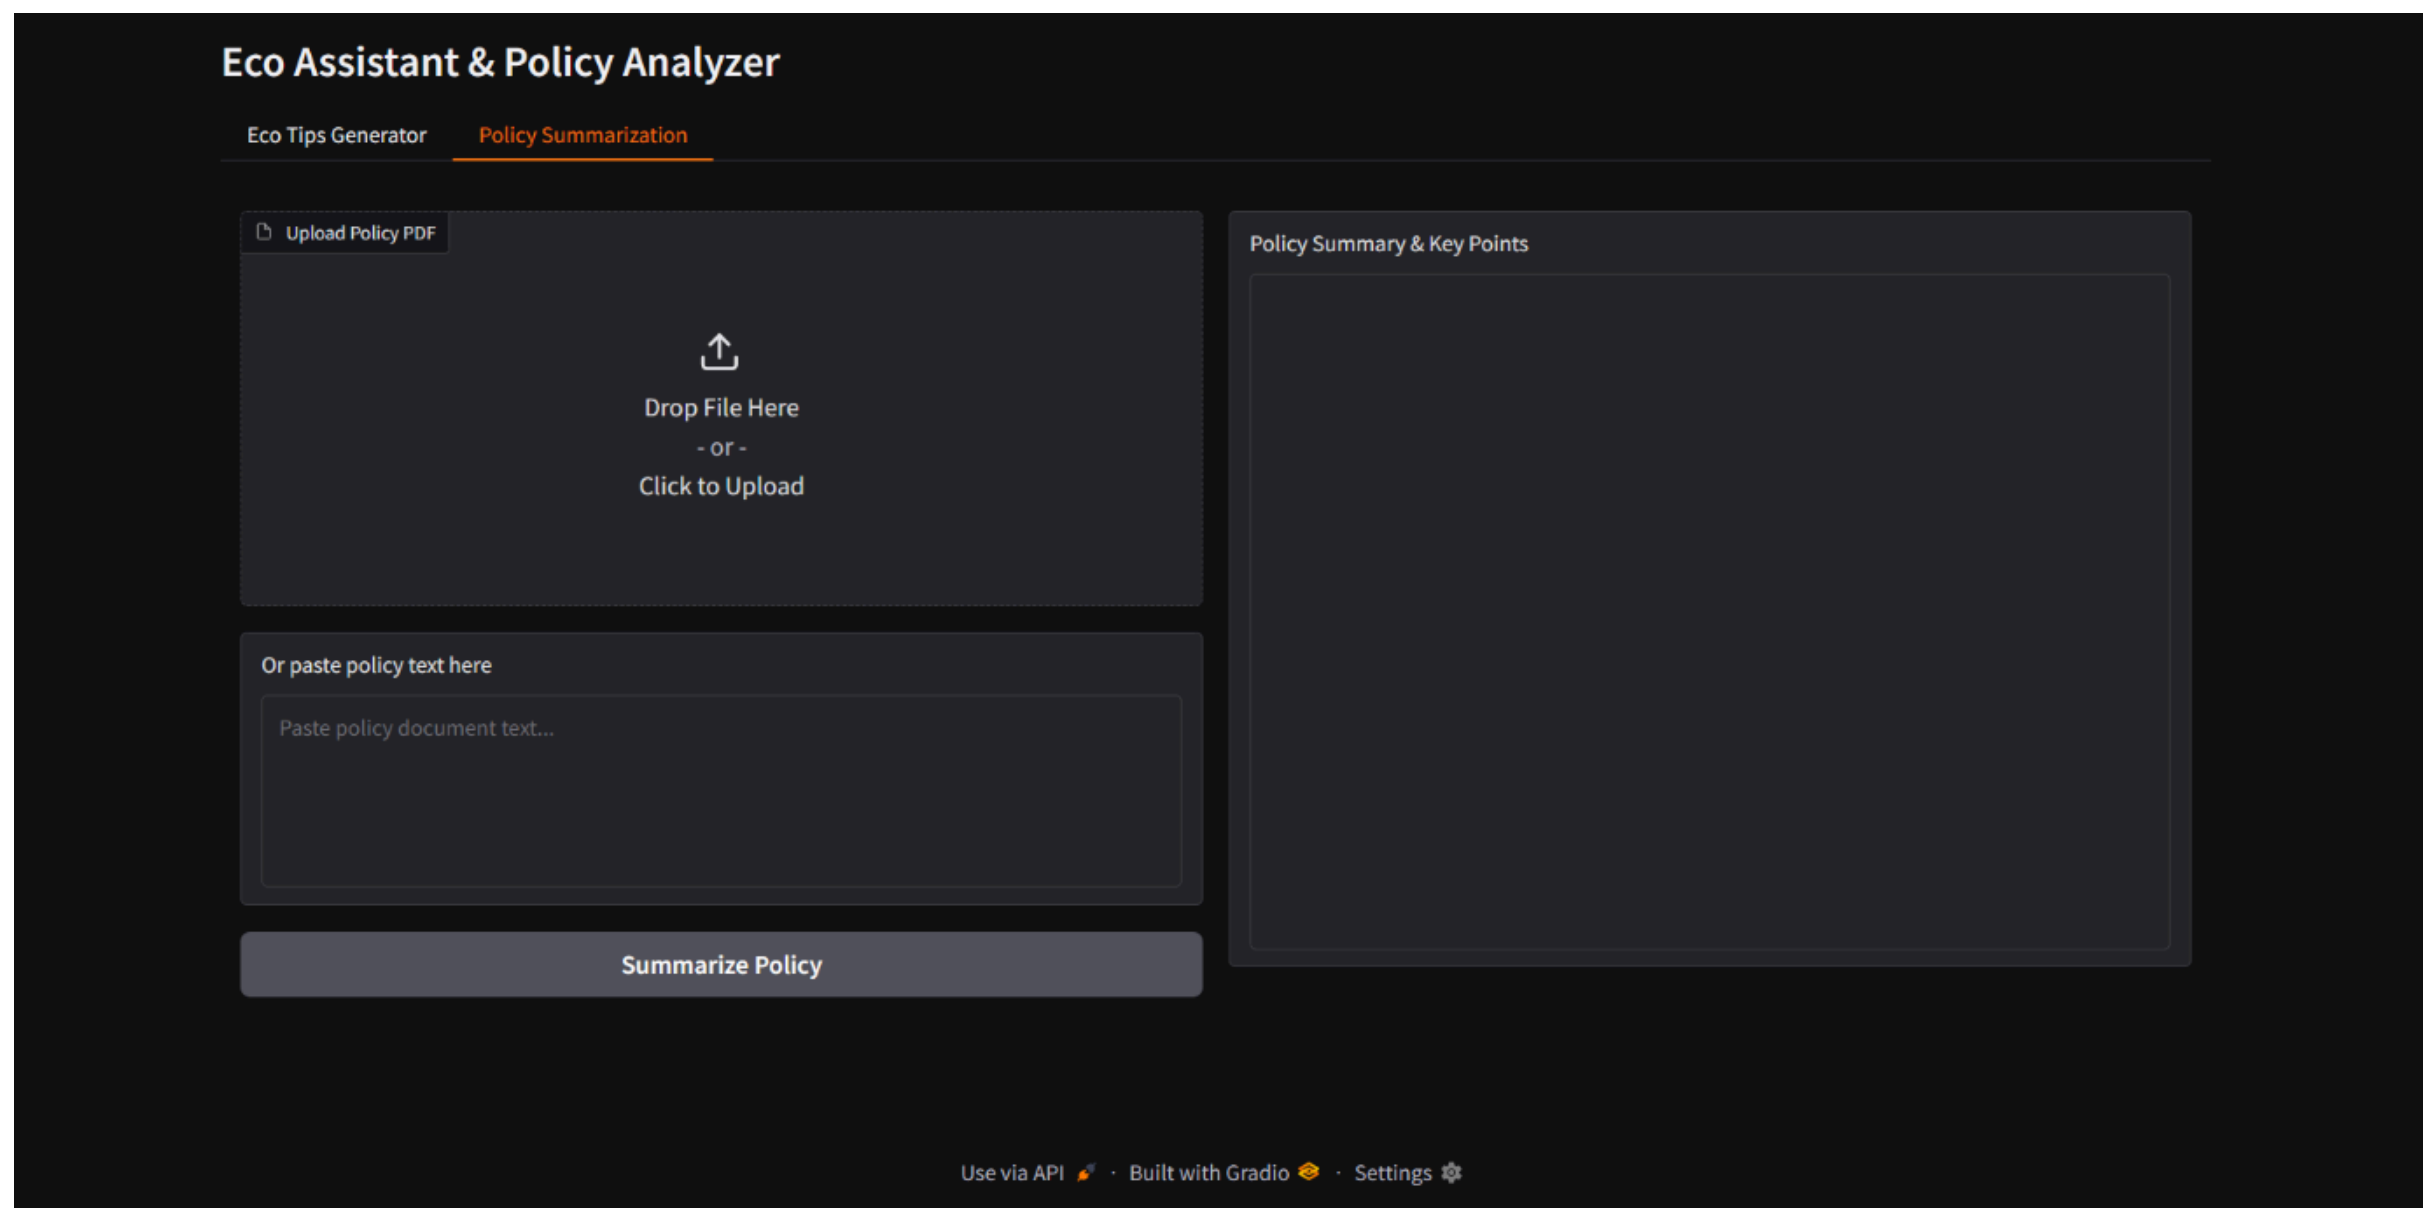 Eco Assistant & Policy Analyzer
Eco Tips Generator
Policy Summarization
Upload Policy PDF
Drop File Here
- or -
Click to Upload
Or paste policy text here
Paste policy document text...
Summarize Policy
Policy Summary & Key Points
Use via API · Built with Gradio · Settings